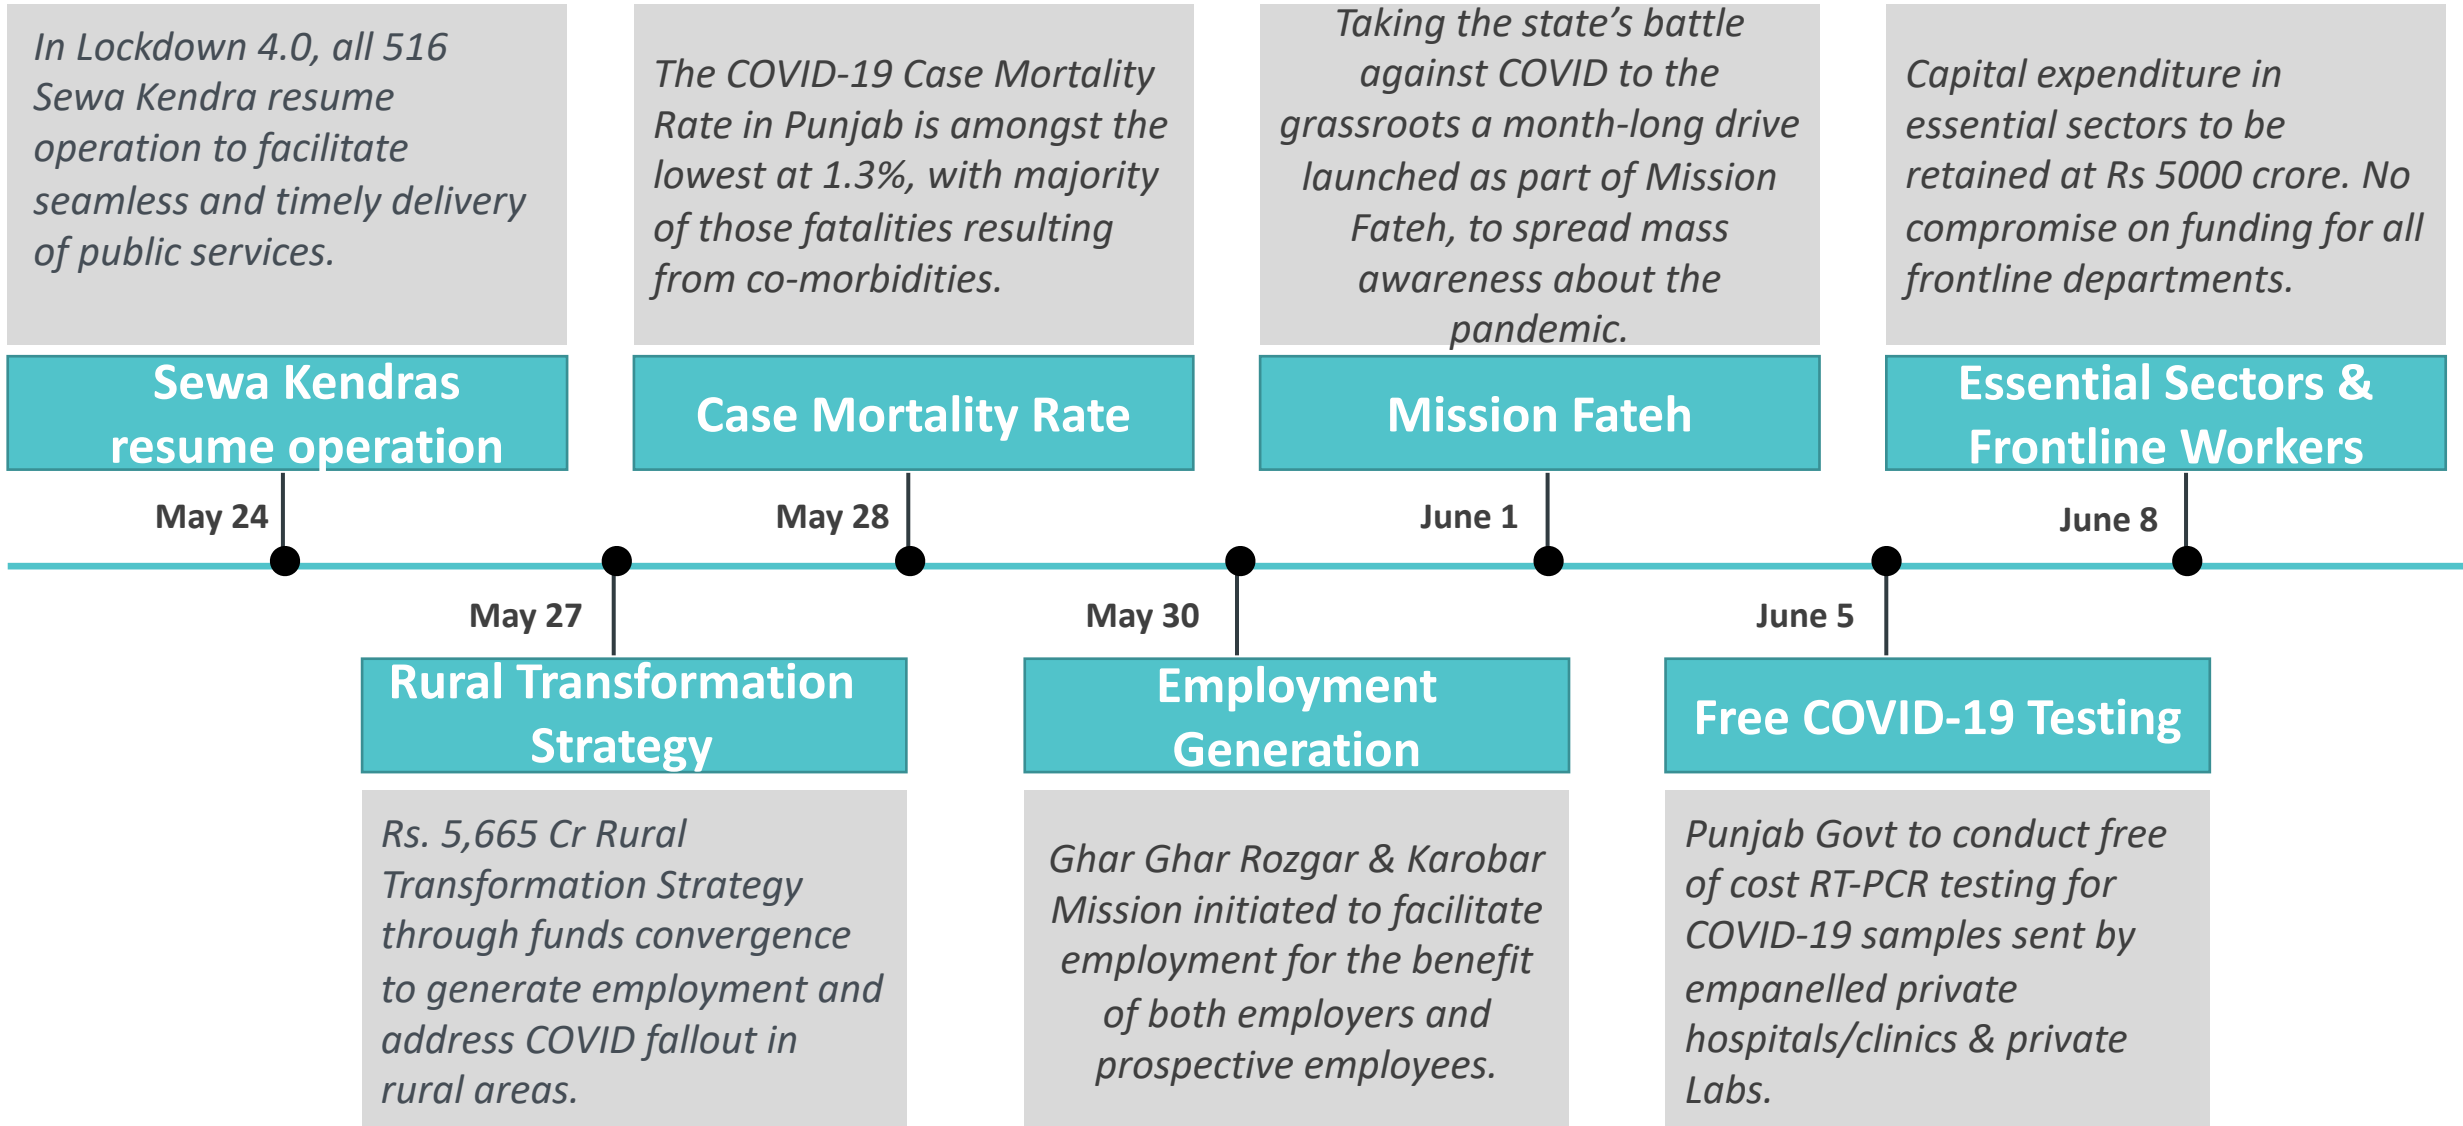 In Lockdown 4.0, all 516
Sewa Kendra resume
operation to facilitate
seamless and timely delivery
of public services.
Sewa Kendras
resume operation
May 24
The COVID-19 Case Mortality
Rate in Punjab is amongst the
lowest at 1.3%, with majority
of those fatalities resulting
from co-morbidities.
Case Mortality Rate
May 28
Taking the state’s battle
against COVID to the
grassroots a month-long drive
launched as part of Mission
Fateh, to spread mass
awareness about the
pandemic.
Mission Fateh
June 1
Capital expenditure in
essential sectors to be
retained at Rs 5000 crore. No
compromise on funding for all
frontline departments.
Essential Sectors &
Frontline Workers
June 8
May 27
Rural Transformation
Strategy
Rs. 5,665 Cr Rural
Transformation Strategy
through funds convergence
to generate employment and
address COVID fallout in
rural areas.
May 30
Employment
Generation
Ghar Ghar Rozgar & Karobar
Mission initiated to facilitate
employment for the benefit
of both employers and
prospective employees.
June 5
Free COVID-19 Testing
Punjab Govt to conduct free
of cost RT-PCR testing for
COVID-19 samples sent by
empanelled private
hospitals/clinics & private
Labs.